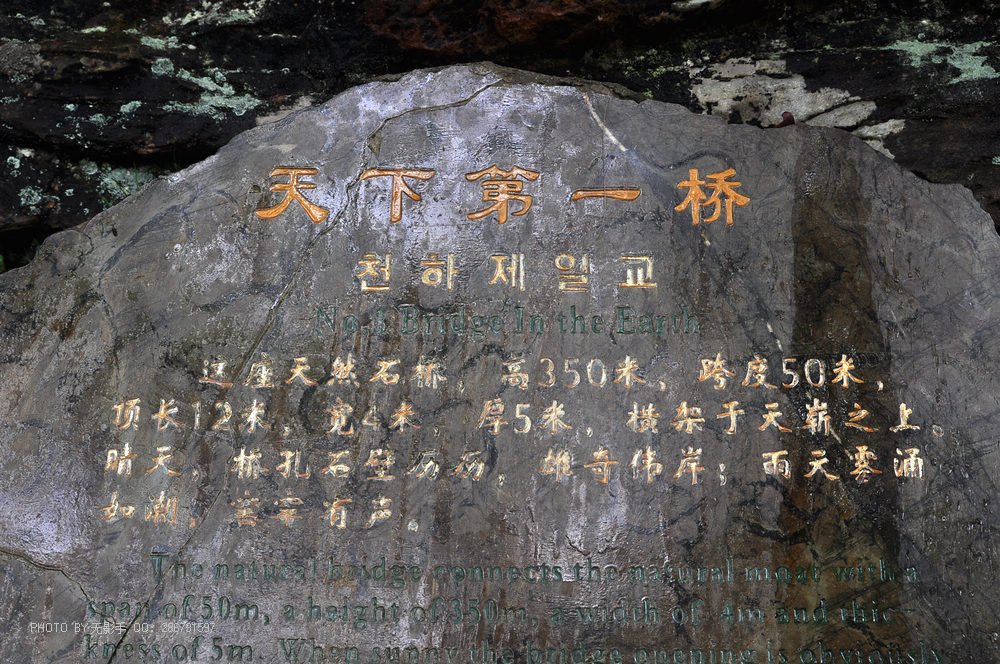 天下第一桥
천하제일교
No.1 Bridge In the Earth
这座天然石桥,高350米,跨度50米,
顶长12米,宽4米,厚5米,横架于天崭之上。
晴天,桥孔石壁历历,雄奇伟岸;雨天雾涌
如潮,窨窨有声。
The natural bridge connects the natural moat with a
span of 50m, a height of 350m, a width of 4m and thic-
kness of 5m. When sunny the bridge opening is obviously
PHOTO BY 天射手 QQ: 286791597